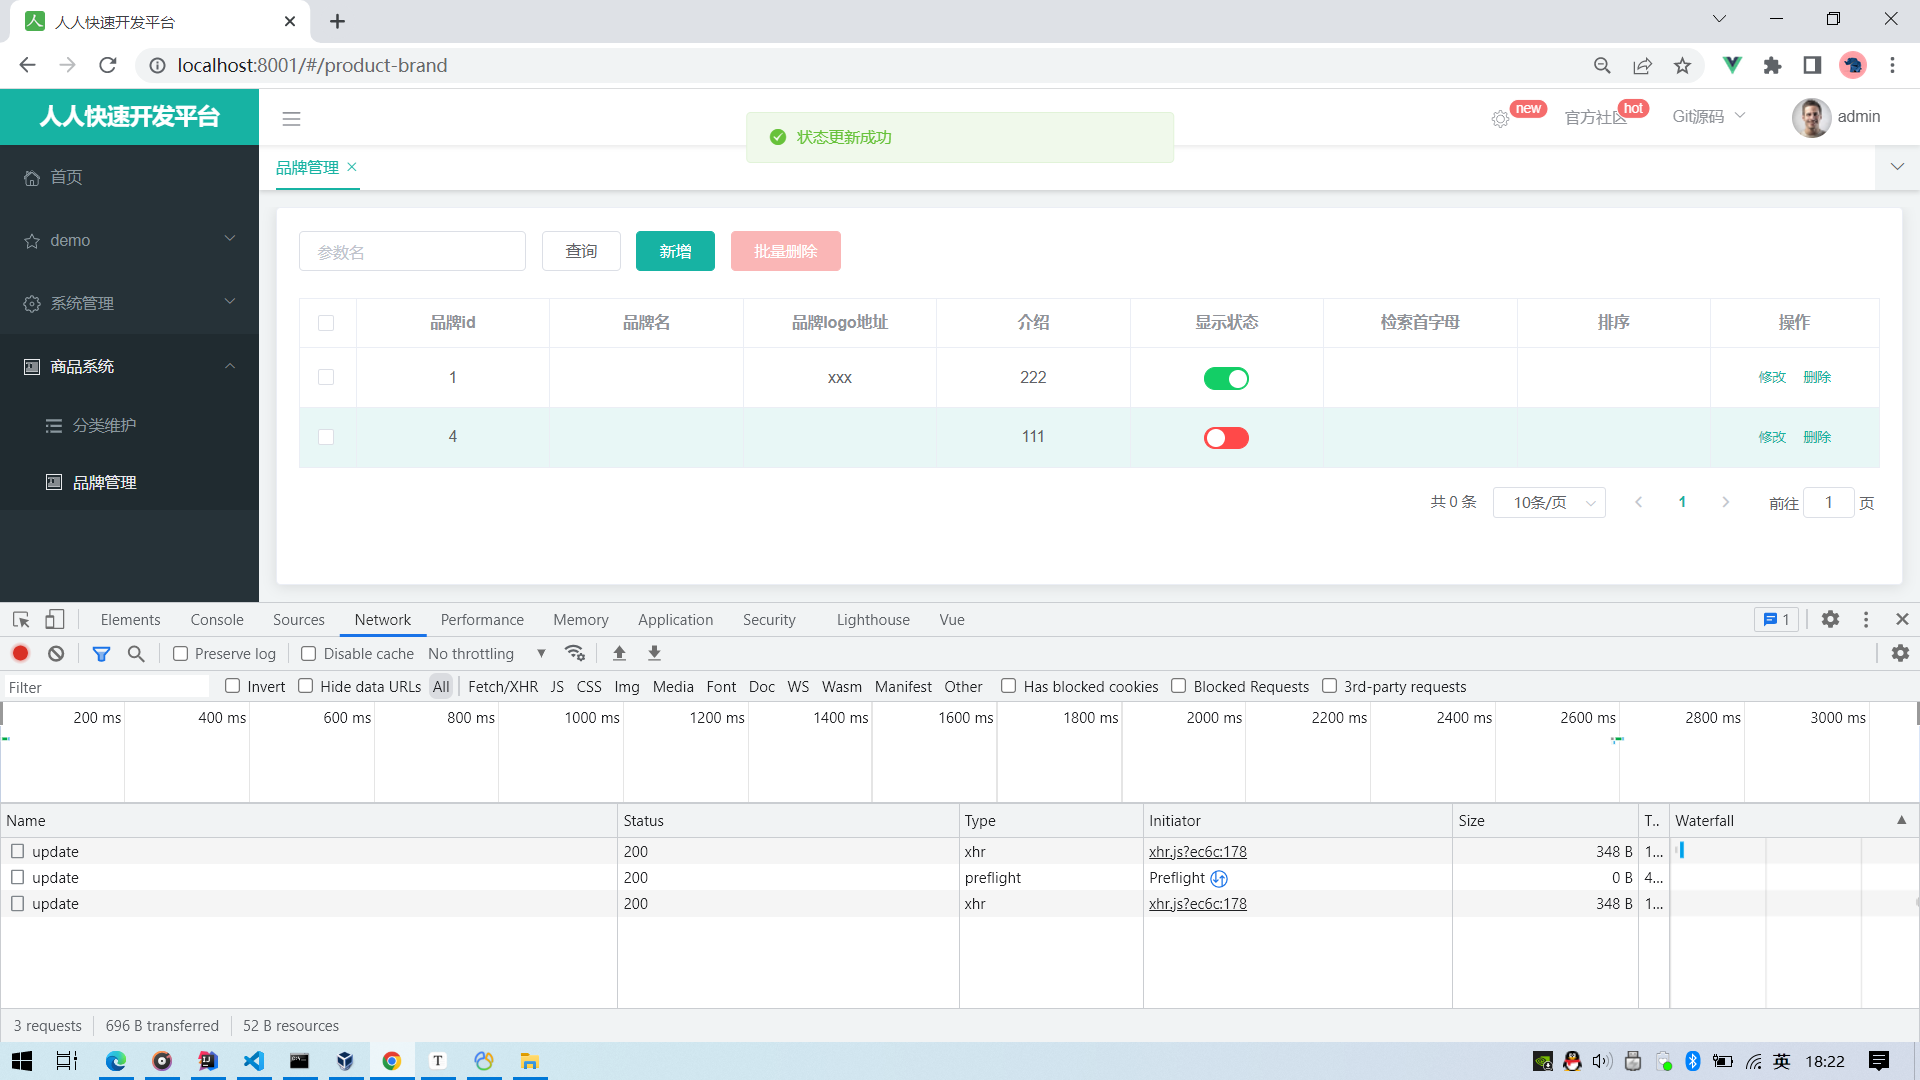 人人快速开发平台
localhost:8001/#/product-brand
人人快速开发平台
new
官方社区
hot
Git源码
admin
状态更新成功
品牌管理
首页
demo
系统管理
商品系统
分类维护
品牌管理
参数名
查询
新增
批量删除
品牌id 品牌名 品牌logo地址 介绍 显示状态 检索首字母 排序 操作
1 xxx 222 修改 删除
4 111 修改 删除
共 0 条 10条/页 1 前往 1 页
Elements Console Sources Network Performance Memory Application Security Lighthouse Vue 1
Preserve log Disable cache No throttling
Filter Invert Hide data URLs All Fetch/XHR JS CSS Img Media Font Doc WS Wasm Manifest Other Has blocked cookies Blocked Requests 3rd-party requests
200 ms 400 ms 600 ms 800 ms 1000 ms 1200 ms 1400 ms 1600 ms 1800 ms 2000 ms 2200 ms 2400 ms 2600 ms 2800 ms 3000 ms
Name Status Type Initiator Size T.. Waterfall
update 200 xhr xhr.js?ec6c:178 348 B 1...
update 200 preflight Preflight 0 B 4...
update 200 xhr xhr.js?ec6c:178 348 B 1...
3 requests 696 B transferred 52 B resources
T
英 18:22